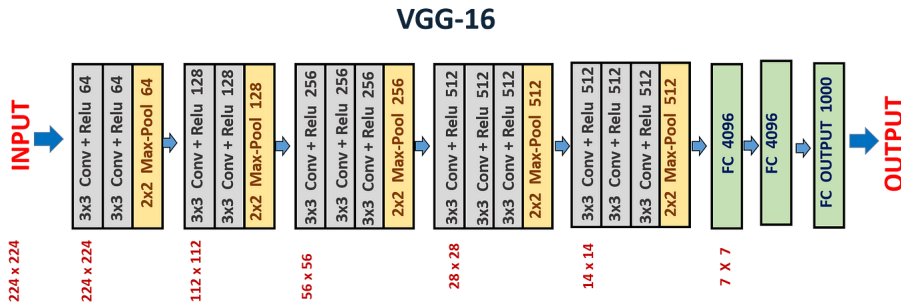 VGG-16
INPUT
3x3 Conv + Relu 64
3x3 Conv + Relu 64
2x2 Max-Pool 64
3x3 Conv + Relu 128
3x3 Conv + Relu 128
2x2 Max-Pool 128
3x3 Conv + Relu 256
3x3 Conv + Relu 256
3x3 Conv + Relu 256
2x2 Max-Pool 256
3x3 Conv + Relu 512
3x3 Conv + Relu 512
3x3 Conv + Relu 512
2x2 Max-Pool 512
3x3 Conv + Relu 512
3x3 Conv + Relu 512
3x3 Conv + Relu 512
2x2 Max-Pool 512
FC 4096
FC 4096
FC OUTPUT 1000
OUTPUT
224 x 224
224 x 224
112 x 112
56 x 56
28 x 28
14 x 14
7 X 7